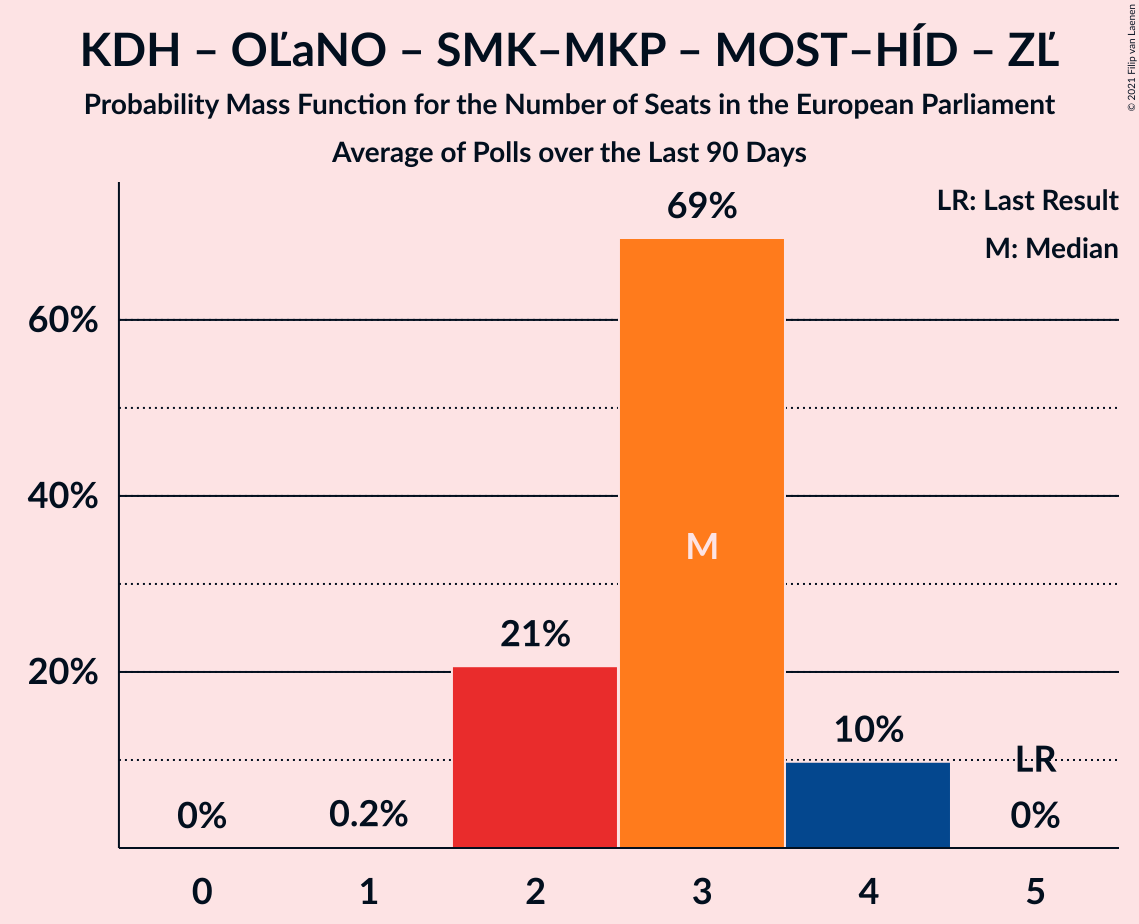 KDH – OĽaNO – SMK–MKP – MOST–HÍD – ZĽ
Probability Mass Function for the Number of Seats in the European Parliament
Average of Polls over the Last 90 Days
© 2021 Filip van Laenen
LR: Last Result
M: Median
69%
60%
40%
M
21%
20%
10%
LR
0%
0.2%
0%
0 1 2 3 4 5